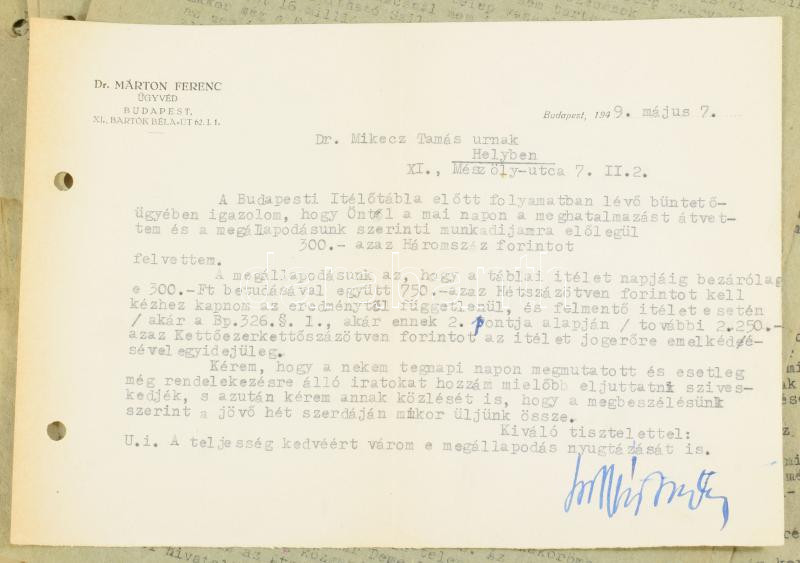 Dr. MÁRTON FERENC
ÜGYVÉD
BUDAPEST,
XI., BARTÓK BÉLA-ÚT 62. I. 1.
Budapest, 1949. május 7.
Dr. Mikecz Tamás urnak
Helyben
XI., Mészöly-utca 7. II.2.
A Budapesti Itélőtábla előtt folyamatban lévő büntető-
ügyében igazolom, hogy Öntől a mai napon a meghatalmazást átvet-
tem és a megállapodásunk szerinti munkadijamra előlegül
300.- azaz Háromszáz forintot
felvettem.
A megállapodásunk az, hogy a táblai itélet napjáig bezárólag
e 300.-Ft betudásával együtt 750.-azaz Hétszázötven forintot kell
kézhez kapnom az eredménytől függetlenül, és felmentő itélet esetén
/ akár a Bp.326.§. I., akár ennek 2. pontja alapján / további 2.250.-
azaz Kettőezerkettőszázötven forintot az itélet jogerőre emelkedésé-
sével egyidejüleg.
Kérem, hogy a nekem tegnapi napon megmutatott és esetleg
még rendelekezésre álló iratokat hozzám mielőbb eljuttatni szives-
kedjék, s azután kérem annak közlését is, hogy a megbeszélésünk
szerint a jövő hét szerdáján mikor üljünk össze.
Kiváló tisztelettel:
U.i. A teljesség kedvéért várom e megállapodás nyugtázását is.